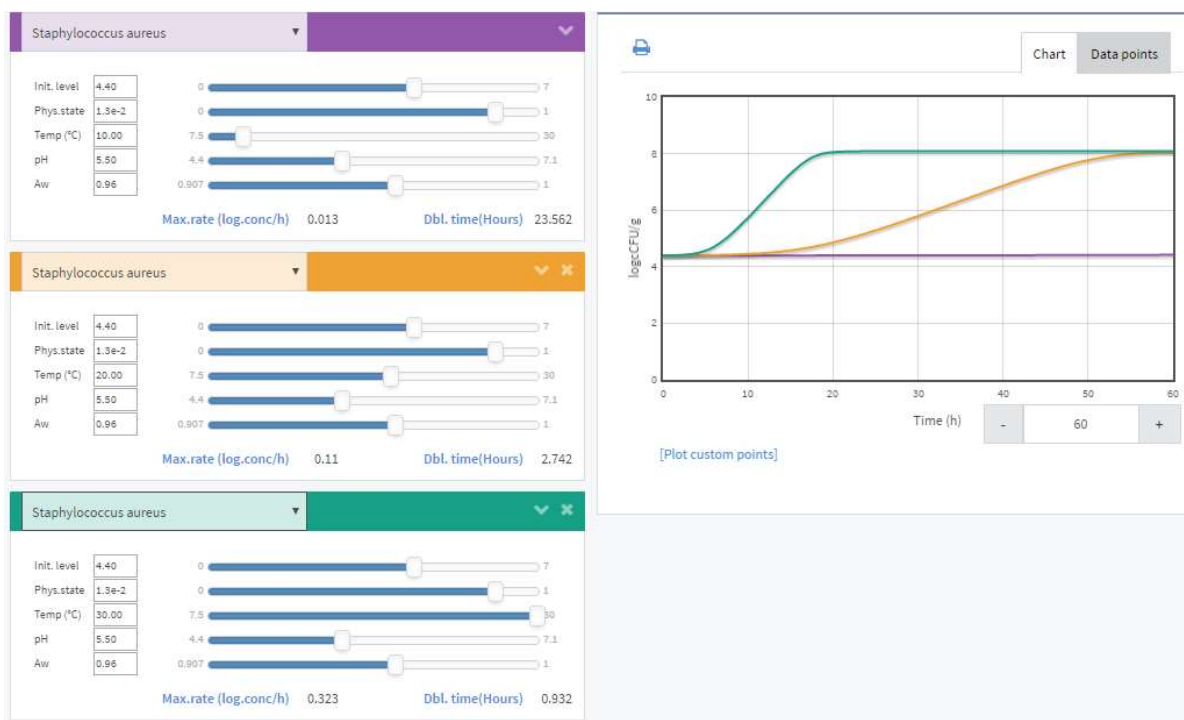 Staphylococcus aureus
Init. level 4.40 0 7
Phys.state 1.3e-2 0 1
Temp (°C) 10.00 7.5 30
pH 5.50 4.4 7.1
Aw 0.96 0.907 1
Max.rate (log.conc/h) 0.013 Dbl. time(Hours) 23.562
Staphylococcus aureus
Init. level 4.40 0 7
Phys.state 1.3e-2 0 1
Temp (°C) 20.00 7.5 30
pH 5.50 4.4 7.1
Aw 0.96 0.907 1
Max.rate (log.conc/h) 0.11 Dbl. time(Hours) 2.742
Staphylococcus aureus
Init. level 4.40 0 7
Phys.state 1.3e-2 0 1
Temp (°C) 30.00 7.5 30
pH 5.50 4.4 7.1
Aw 0.96 0.907 1
Max.rate (log.conc/h) 0.323 Dbl. time(Hours) 0.932
Chart Data points
10
8
6
4
2
0
logcCFU/g
0 10 20 30 40 50 60
Time (h) - 60 +
[Plot custom points]